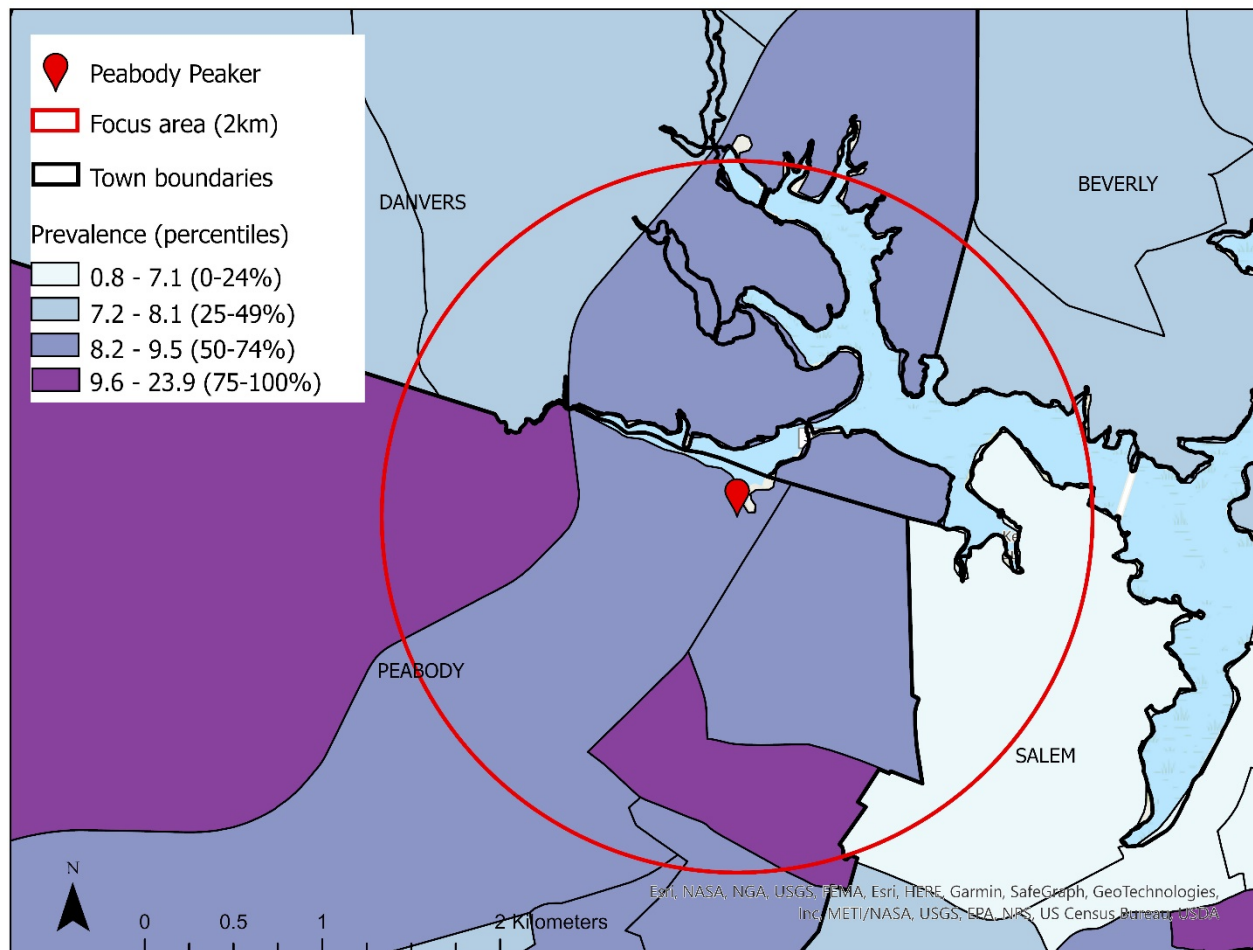 Peabody Peaker
Focus area (2km)
Town boundaries
Prevalence (percentiles)
0.8 - 7.1 (0-24%)
7.2 - 8.1 (25-49%)
8.2 - 9.5 (50-74%)
9.6 - 23.9 (75-100%)
DANVERS
BEVERLY
PEABODY
SALEM
N
0 0.5 1 2 Kilometers
Esri, NASA, NGA, USGS, FEMA, Esri, HERE, Garmin, SafeGraph, GeoTechnologies,
Inc, METI/NASA, USGS, EPA, NPS, US Census Bureau, USDA